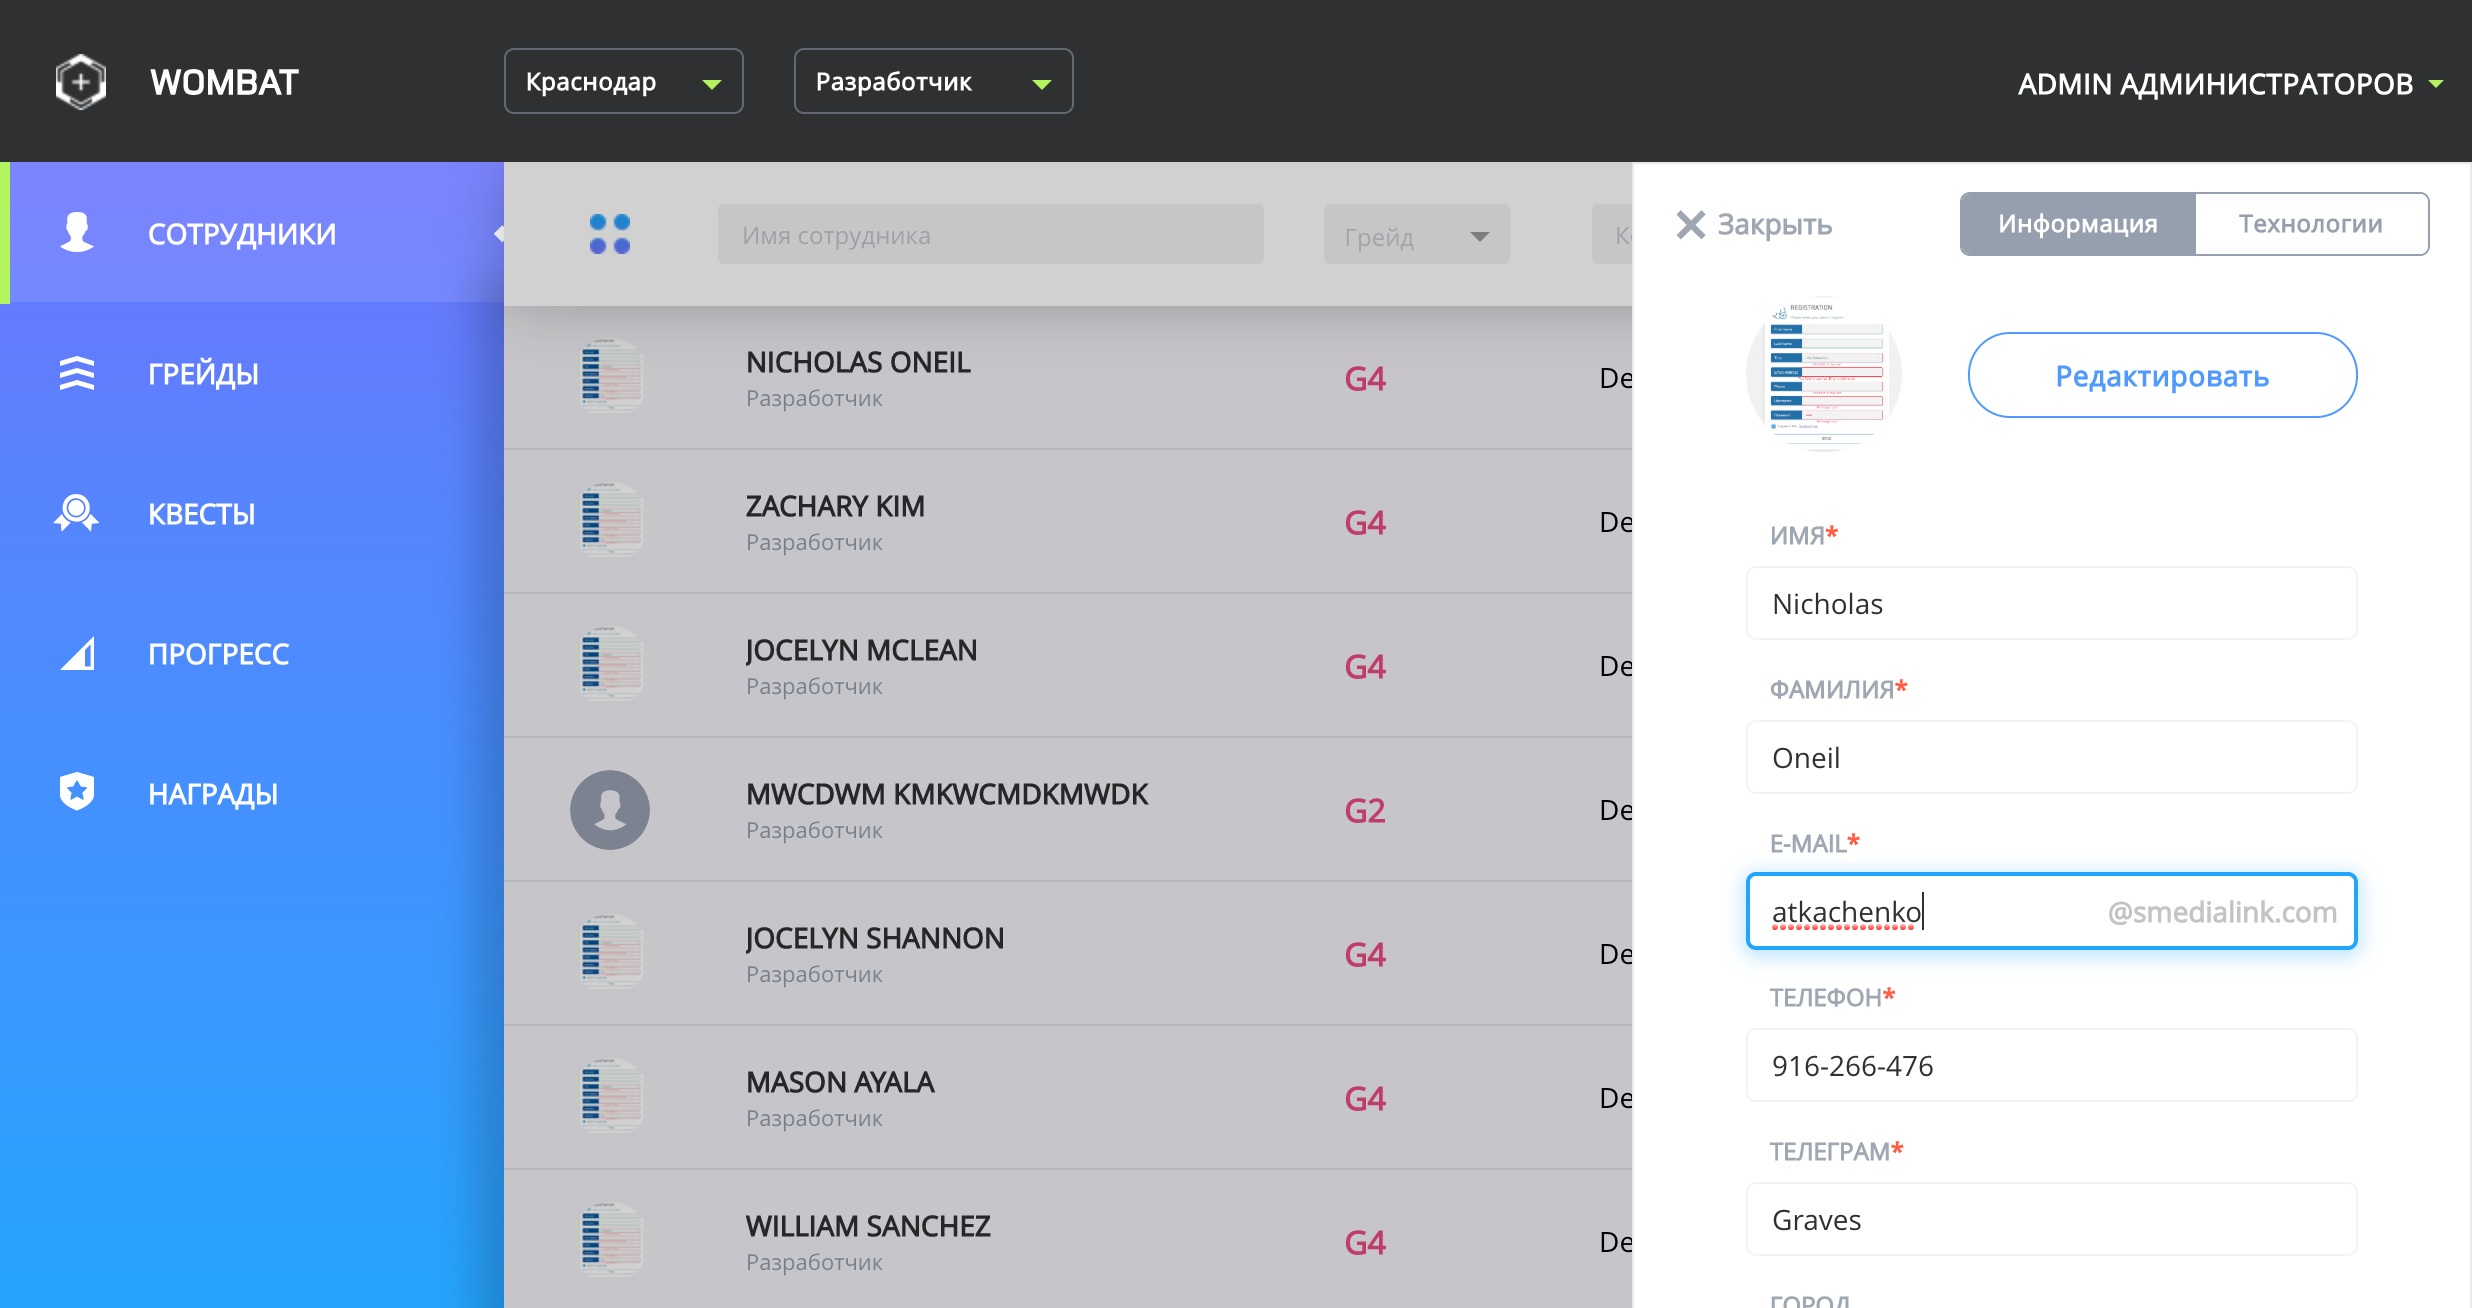 WOMBAT
Краснодар
Разработчик
ADMIN АДМИНИСТРАТОРОВ
СОТРУДНИКИ
ГРЕЙДЫ
КВЕСТЫ
ПРОГРЕСС
НАГРАДЫ
Имя сотрудника
Грейд
NICHOLAS ONEIL
Разработчик
G4
De
ZACHARY KIM
Разработчик
G4
De
JOCELYN MCLEAN
Разработчик
G4
De
MWCDWM KMKWCMDKMWDK
Разработчик
G2
De
JOCELYN SHANNON
Разработчик
G4
De
MASON AYALA
Разработчик
G4
De
WILLIAM SANCHEZ
Разработчик
G4
De
Закрыть
Информация
Технологии
REGISTRATION
Редактировать
ИМЯ*
Nicholas
ФАМИЛИЯ*
Oneil
E-MAIL*
atkachenko
@smedialink.com
ТЕЛЕФОН*
916-266-476
ТЕЛЕГРАМ*
Graves
ГОРОД